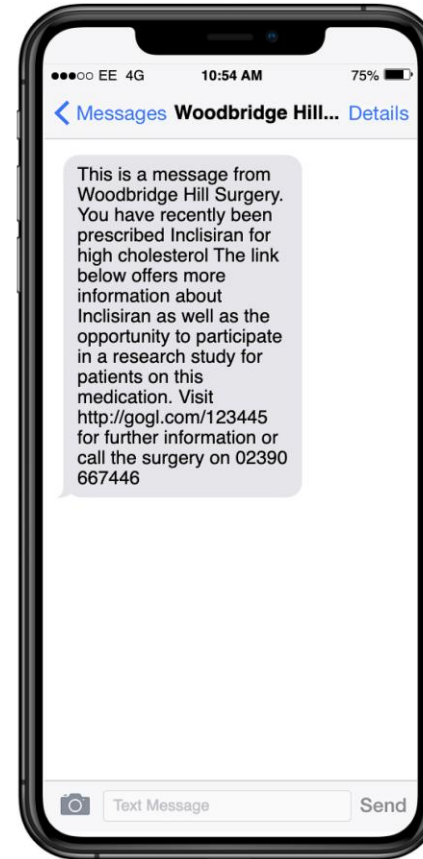 EE 4G 10:54 AM 75%
Messages Woodbridge Hill... Details
This is a message from
Woodbridge Hill Surgery.
You have recently been
prescribed Inclisiran for
high cholesterol The link
below offers more
information about
Inclisiran as well as the
opportunity to participate
in a research study for
patients on this
medication. Visit
http://gogl.com/123445
for further information or
call the surgery on 02390
667446
Text Message Send